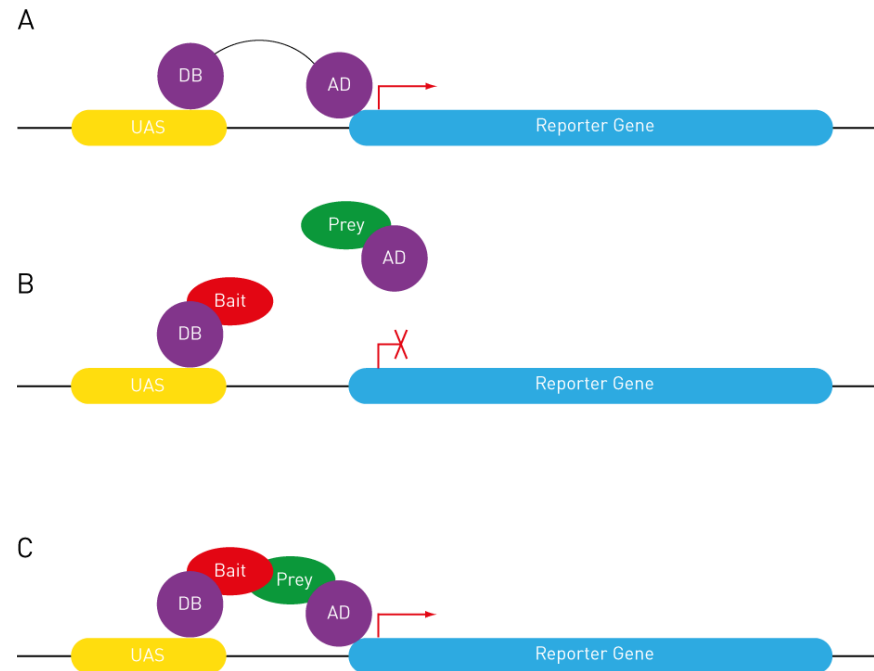 A
DB
AD
UAS
Reporter Gene
Prey
AD
B
Bait
DB
UAS
Reporter Gene
C
Bait
Prey
DB
AD
UAS
Reporter Gene